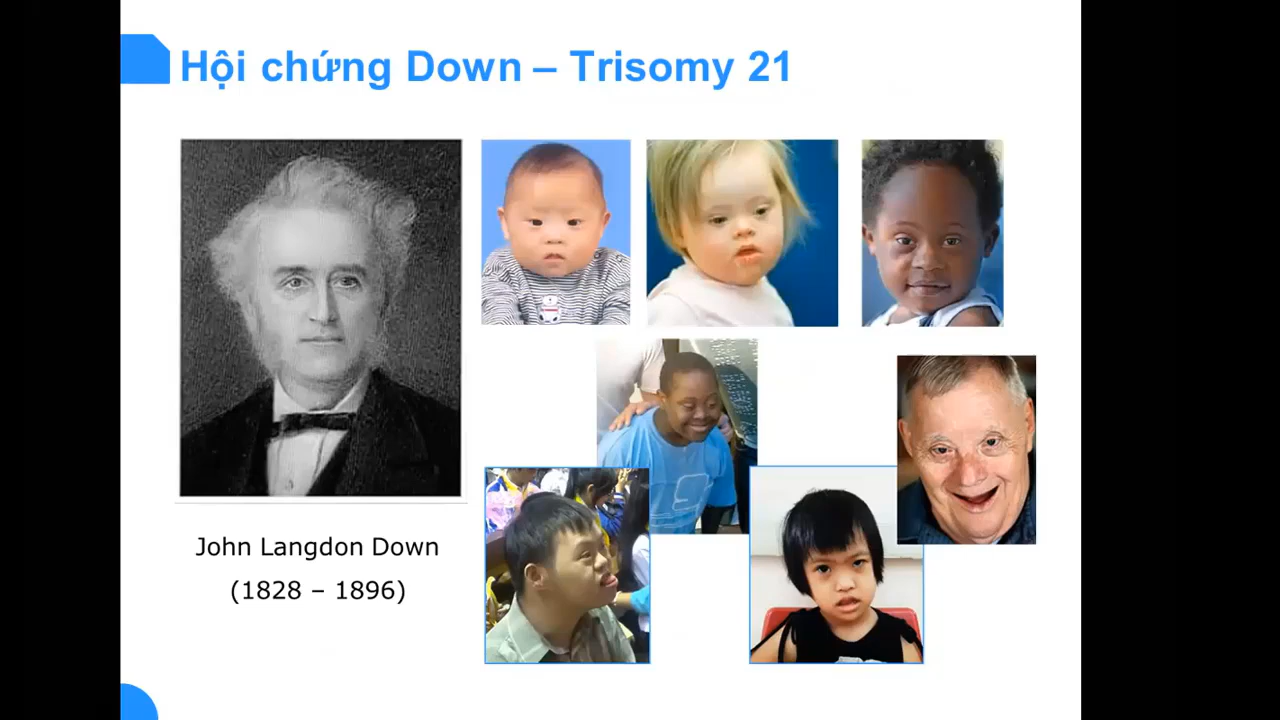 Hội chứng Down – Trisomy 21
John Langdon Down
(1828 – 1896)